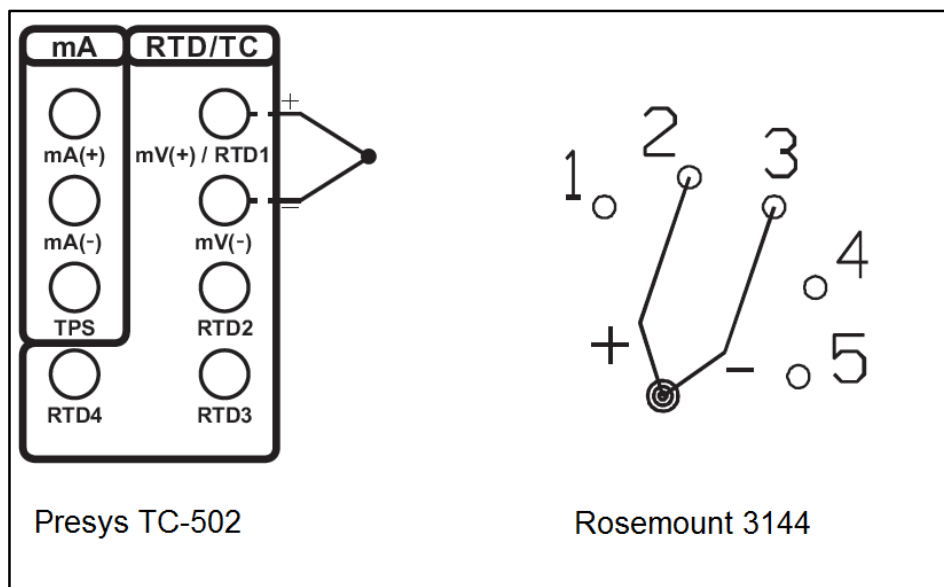 mA RTD/TC
+
mA(+) mV(+) / RTD1
−
mA(-) mV(-)
TPS RTD2
RTD4 RTD3
1 2 3 4 5
+ -
Presys TC-502
Rosemount 3144